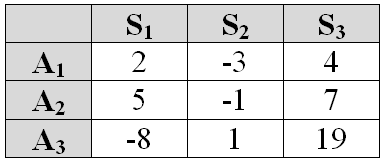 S₁ S₂ S₃
A₁ 2 -3 4
A₂ 5 -1 7
A₃ -8 1 19